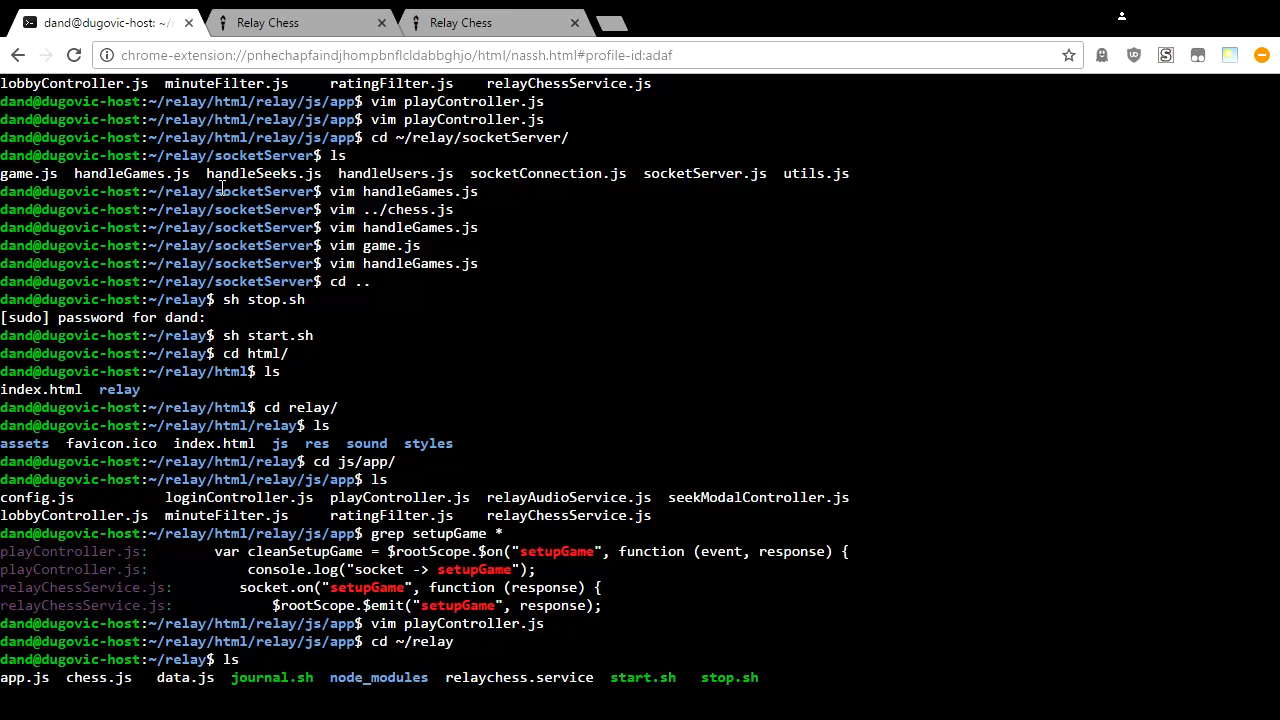 dand@dugovic-host: ~/
Relay Chess
Relay Chess
chrome-extension://pnhechapfaindjhompbnflcldabbghjo/html/nassh.html#profile-id:adaf
lobbyController.js  minuteFilter.js     ratingFilter.js     relayChessService.js
dand@dugovic-host:~/relay/html/relay/js/app$ vim playController.js
dand@dugovic-host:~/relay/html/relay/js/app$ vim playController.js
dand@dugovic-host:~/relay/html/relay/js/app$ cd ~/relay/socketServer/
dand@dugovic-host:~/relay/socketServer$ ls
game.js  handleGames.js  handleSeeks.js  handleUsers.js  socketConnection.js  socketServer.js  utils.js
dand@dugovic-host:~/relay/socketServer$ vim handleGames.js
dand@dugovic-host:~/relay/socketServer$ vim ../chess.js
dand@dugovic-host:~/relay/socketServer$ vim handleGames.js
dand@dugovic-host:~/relay/socketServer$ vim game.js
dand@dugovic-host:~/relay/socketServer$ vim handleGames.js
dand@dugovic-host:~/relay/socketServer$ cd ..
dand@dugovic-host:~/relay$ sh stop.sh
[sudo] password for dand:
dand@dugovic-host:~/relay$ sh start.sh
dand@dugovic-host:~/relay$ cd html/
dand@dugovic-host:~/relay/html$ ls
index.html  relay
dand@dugovic-host:~/relay/html$ cd relay/
dand@dugovic-host:~/relay/html/relay$ ls
assets  favicon.ico  index.html  js  res  sound  styles
dand@dugovic-host:~/relay/html/relay$ cd js/app/
dand@dugovic-host:~/relay/html/relay/js/app$ ls
config.js           loginController.js  playController.js  relayAudioService.js  seekModalController.js
lobbyController.js  minuteFilter.js     ratingFilter.js    relayChessService.js
dand@dugovic-host:~/relay/html/relay/js/app$ grep setupGame *
playController.js:        var cleanSetupGame = $rootScope.$on("setupGame", function (event, response) {
playController.js:            console.log("socket -> setupGame");
relayChessService.js:        socket.on("setupGame", function (response) {
relayChessService.js:            $rootScope.$emit("setupGame", response);
dand@dugovic-host:~/relay/html/relay/js/app$ vim playController.js
dand@dugovic-host:~/relay/html/relay/js/app$ cd ~/relay
dand@dugovic-host:~/relay$ ls
app.js  chess.js   data.js  journal.sh  node_modules  relaychess.service  start.sh   stop.sh